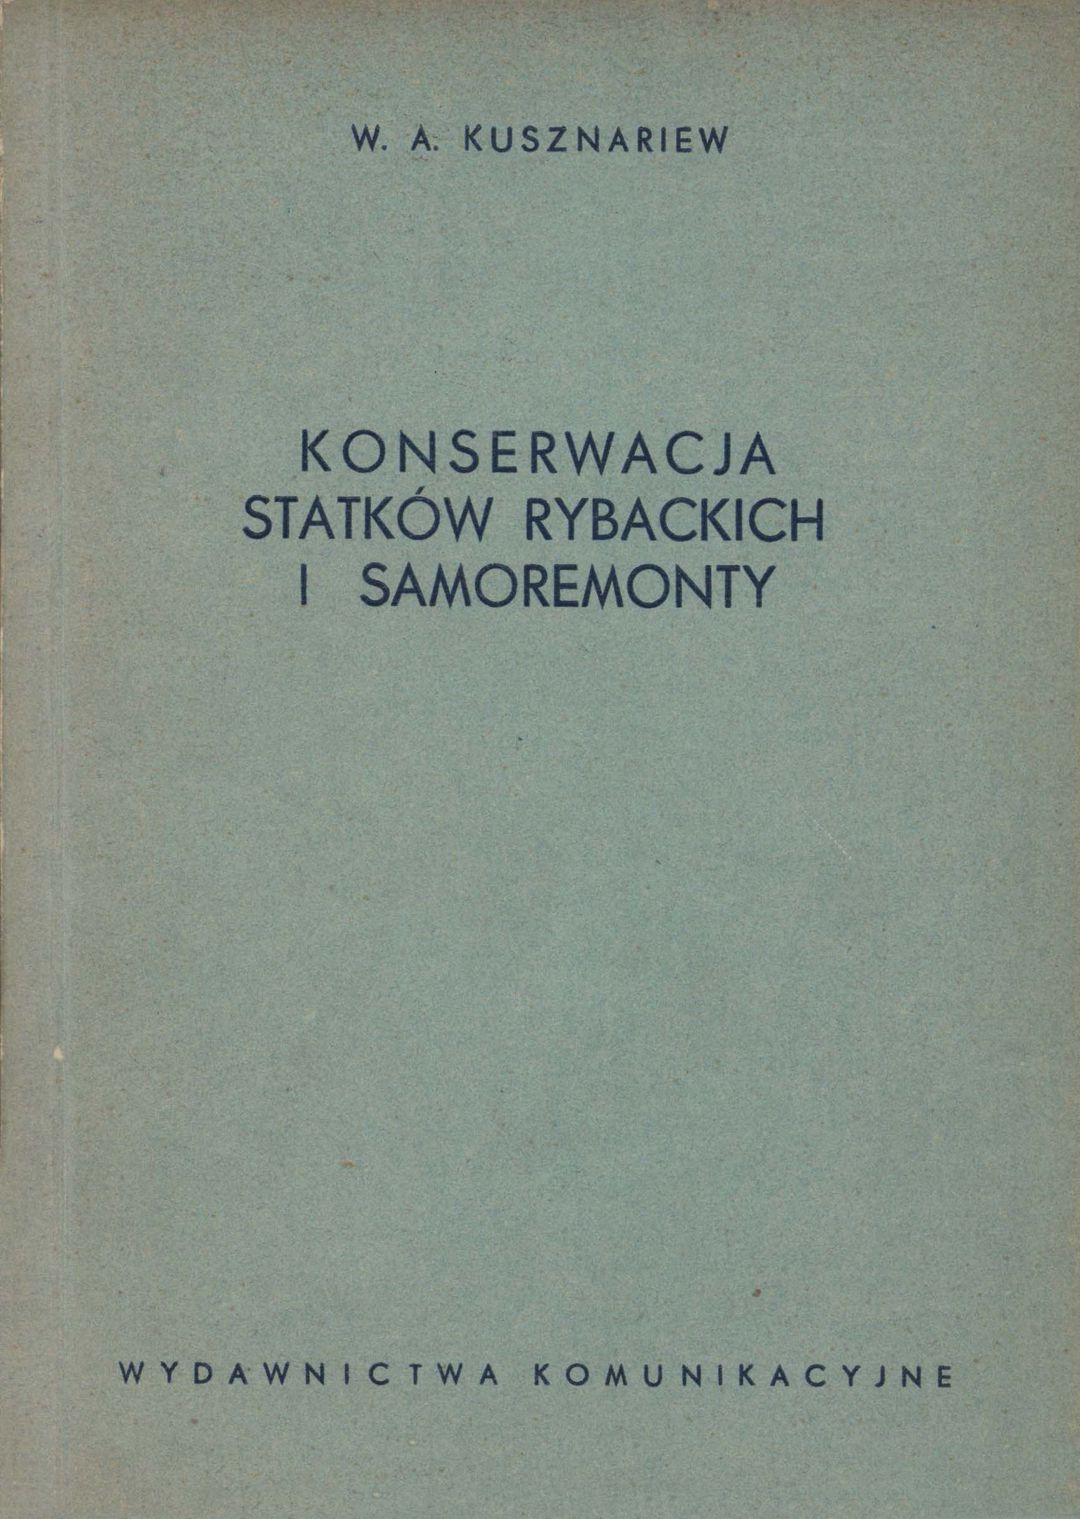 W. A. KUSZNARIEW
KONSERWACJA
STATKÓW RYBACKICH
I SAMOREMONTY
WYDAWNICTWA KOMUNIKACYJNE